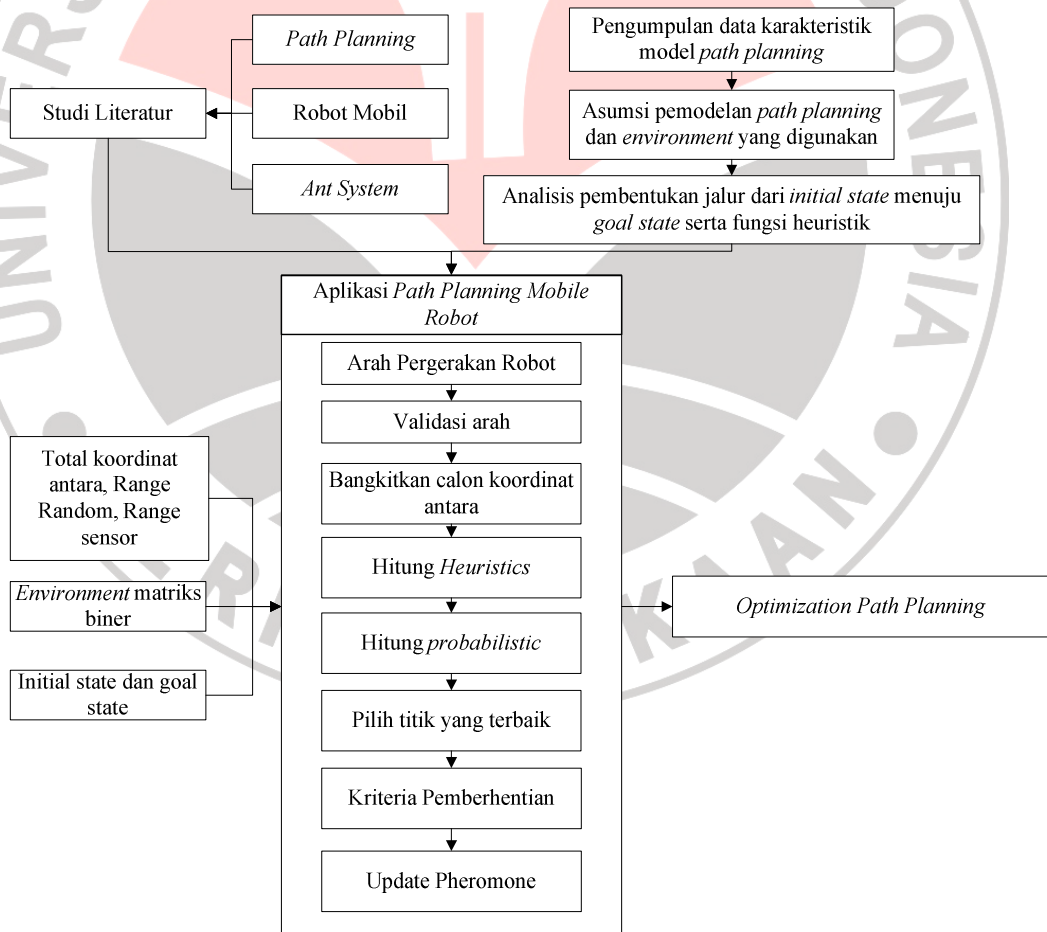 Path Planning
Studi Literatur
Robot Mobil
Ant System
Pengumpulan data karakteristik
model path planning
Asumsi pemodelan path planning
dan environment yang digunakan
Analisis pembentukan jalur dari initial state menuju
goal state serta fungsi heuristik
Aplikasi Path Planning Mobile
Robot
Arah Pergerakan Robot
Validasi arah
Bangkitkan calon koordinat
antara
Hitung Heuristics
Hitung probabilistic
Pilih titik yang terbaik
Kriteria Pemberhentian
Update Pheromone
Total koordinat
antara, Range
Random, Range
sensor
Environment matriks
biner
Initial state dan goal
state
Optimization Path Planning